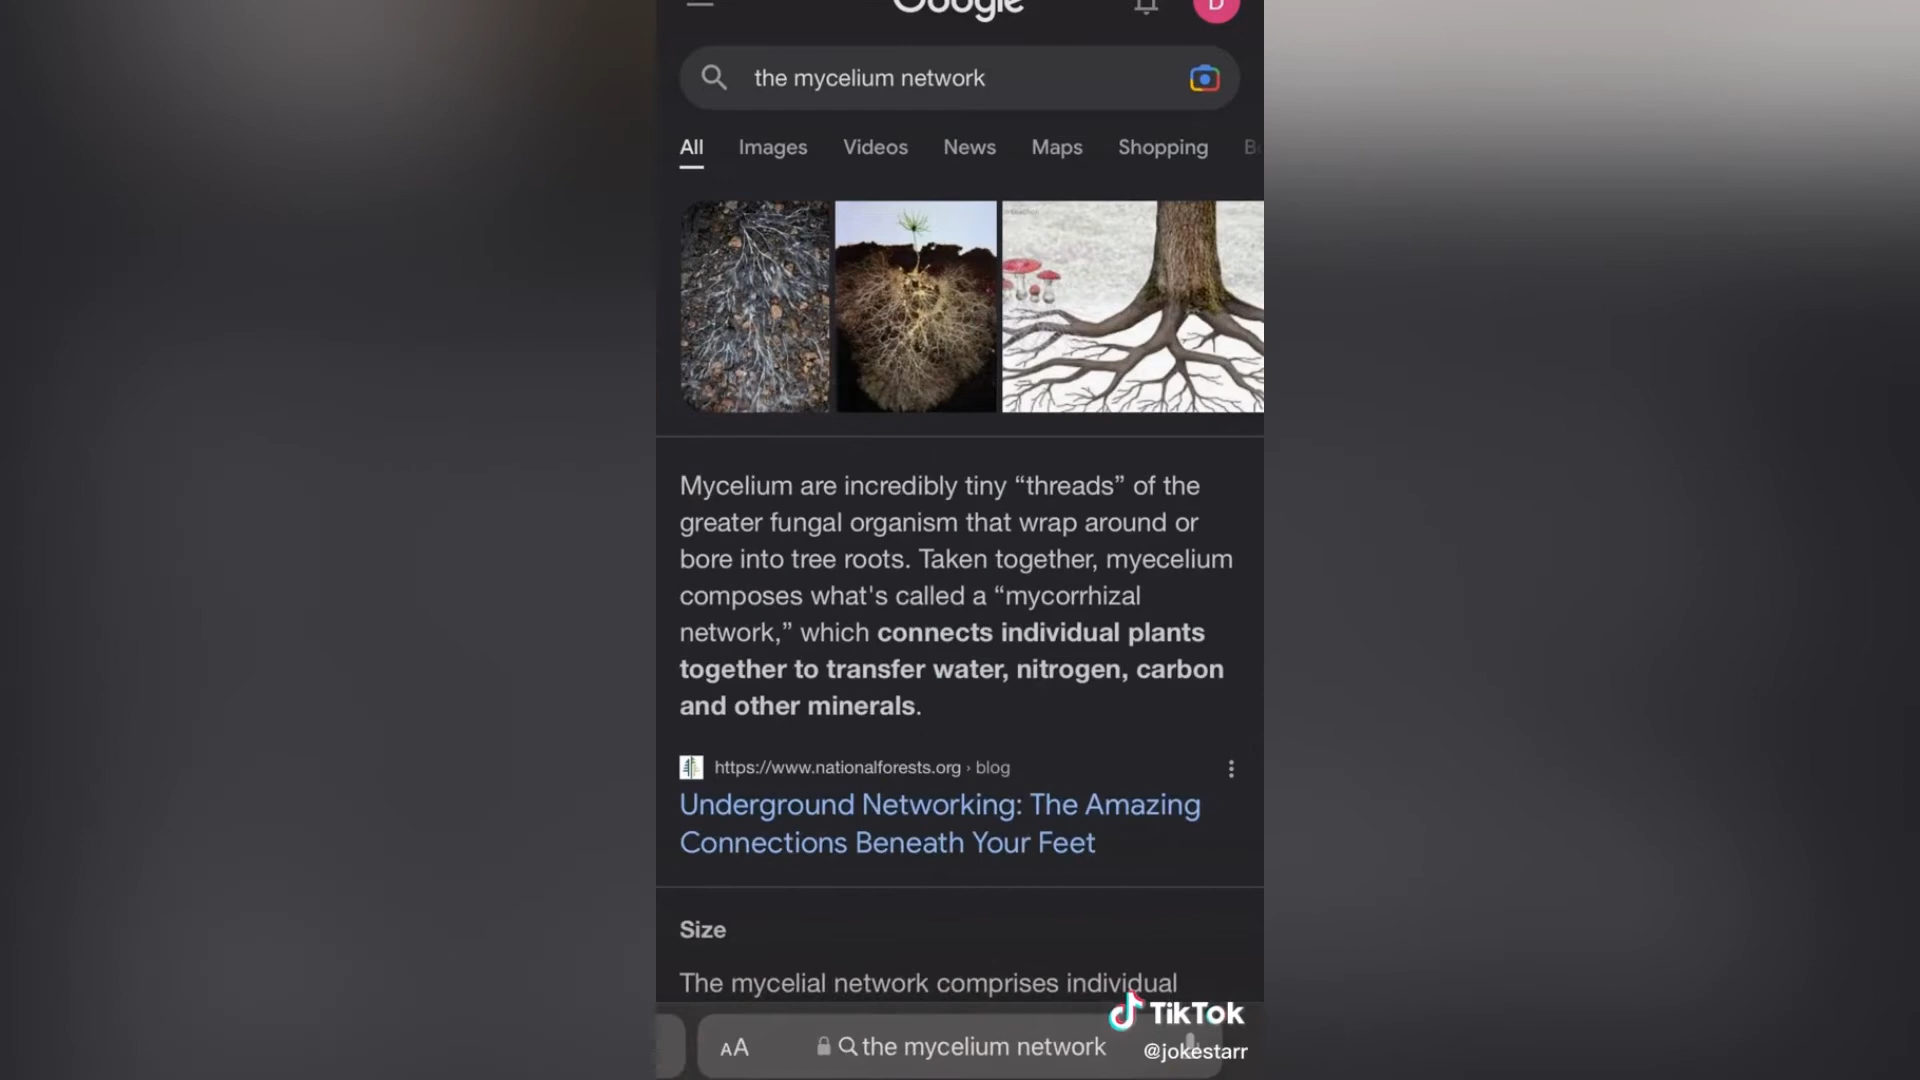 Google
D
the mycelium network
All Images Videos News Maps Shopping
Mycelium are incredibly tiny “threads” of the
greater fungal organism that wrap around or
bore into tree roots. Taken together, myecelium
composes what's called a “mycorrhizal
network,” which connects individual plants
together to transfer water, nitrogen, carbon
and other minerals.
https://www.nationalforests.org › blog
Underground Networking: The Amazing
Connections Beneath Your Feet
Size
The mycelial network comprises individual
TikTok
AA the mycelium network
@jokestarr